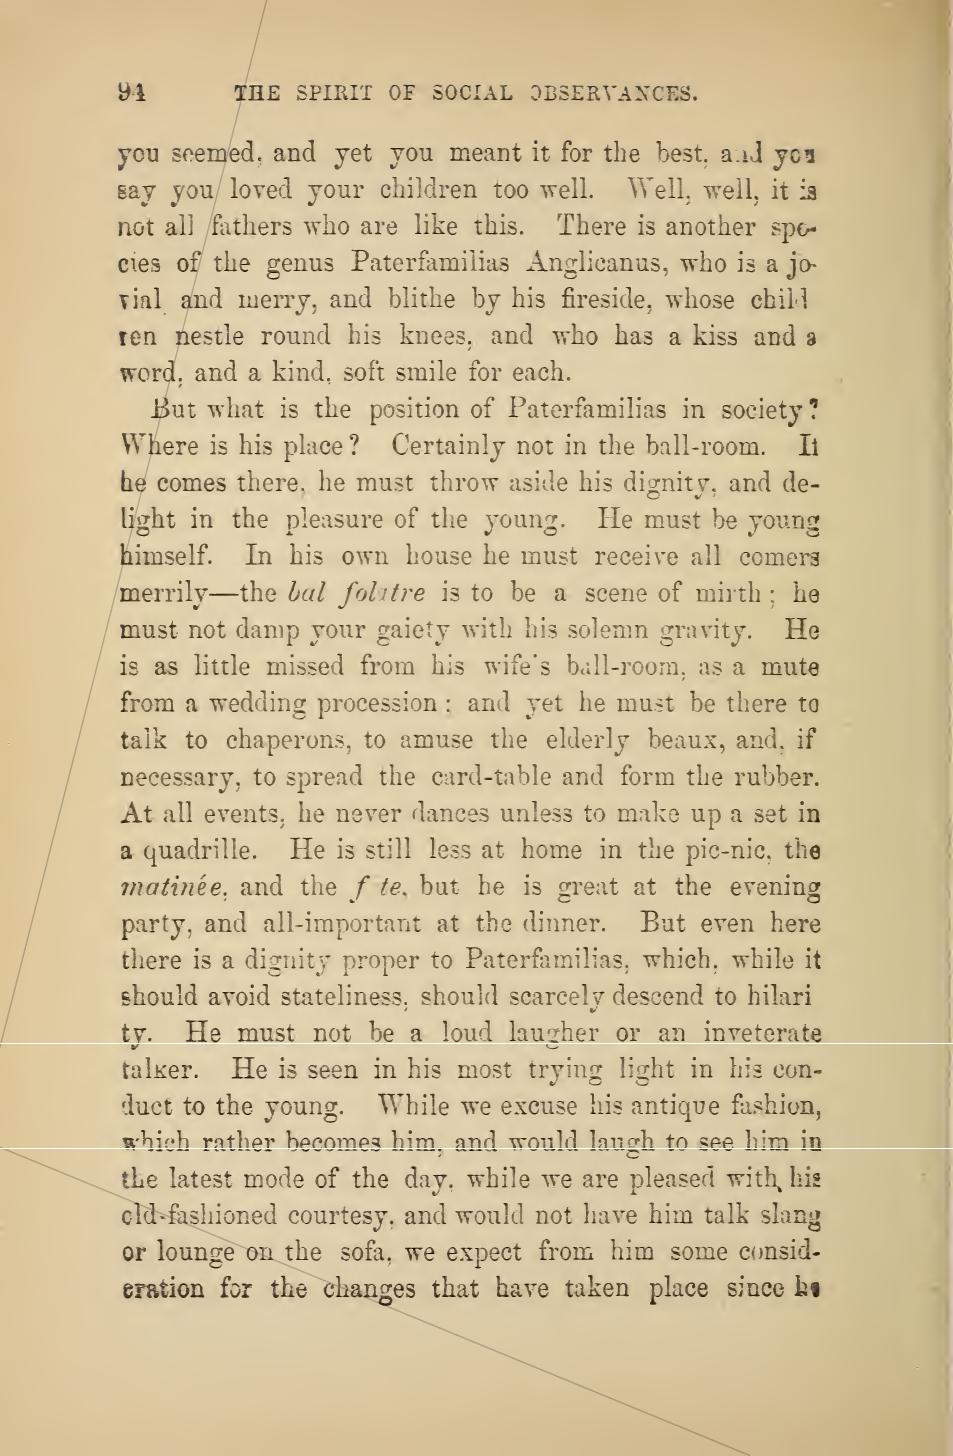 94 THE SPIRIT OF SOCIAL OBSERVANCES.
you seemed, and yet you meant it for the best, and you
say you loved your children too well. Well, well, it is
not all fathers who are like this. There is another spe-
cies of the genus Paterfamilias Anglicanus, who is a jo-
vial and merry, and blithe by his fireside, whose child
ren nestle round his knees, and who has a kiss and a
word, and a kind, soft smile for each.
But what is the position of Paterfamilias in society?
Where is his place? Certainly not in the ball-room. If
he comes there, he must throw aside his dignity, and de-
light in the pleasure of the young. He must be young
himself. In his own house he must receive all comers
merrily—the bal folâtre is to be a scene of mirth; he
must not damp your gaiety with his solemn gravity. He
is as little missed from his wife's ball-room, as a mute
from a wedding procession; and yet he must be there to
talk to chaperons, to amuse the elderly beaux, and, if
necessary, to spread the card-table and form the rubber.
At all events, he never dances unless to make up a set in
a quadrille. He is still less at home in the pic-nic, the
matinée, and the f te, but he is great at the evening
party, and all-important at the dinner. But even here
there is a dignity proper to Paterfamilias, which, while it
should avoid stateliness, should scarcely descend to hilari
ty. He must not be a loud laugher or an inveterate
talker. He is seen in his most trying light in his con-
duct to the young. While we excuse his antique fashion,
which rather becomes him, and would laugh to see him in
the latest mode of the day, while we are pleased with his
old-fashioned courtesy, and would not have him talk slang
or lounge on the sofa, we expect from him some consid-
eration for the changes that have taken place since he